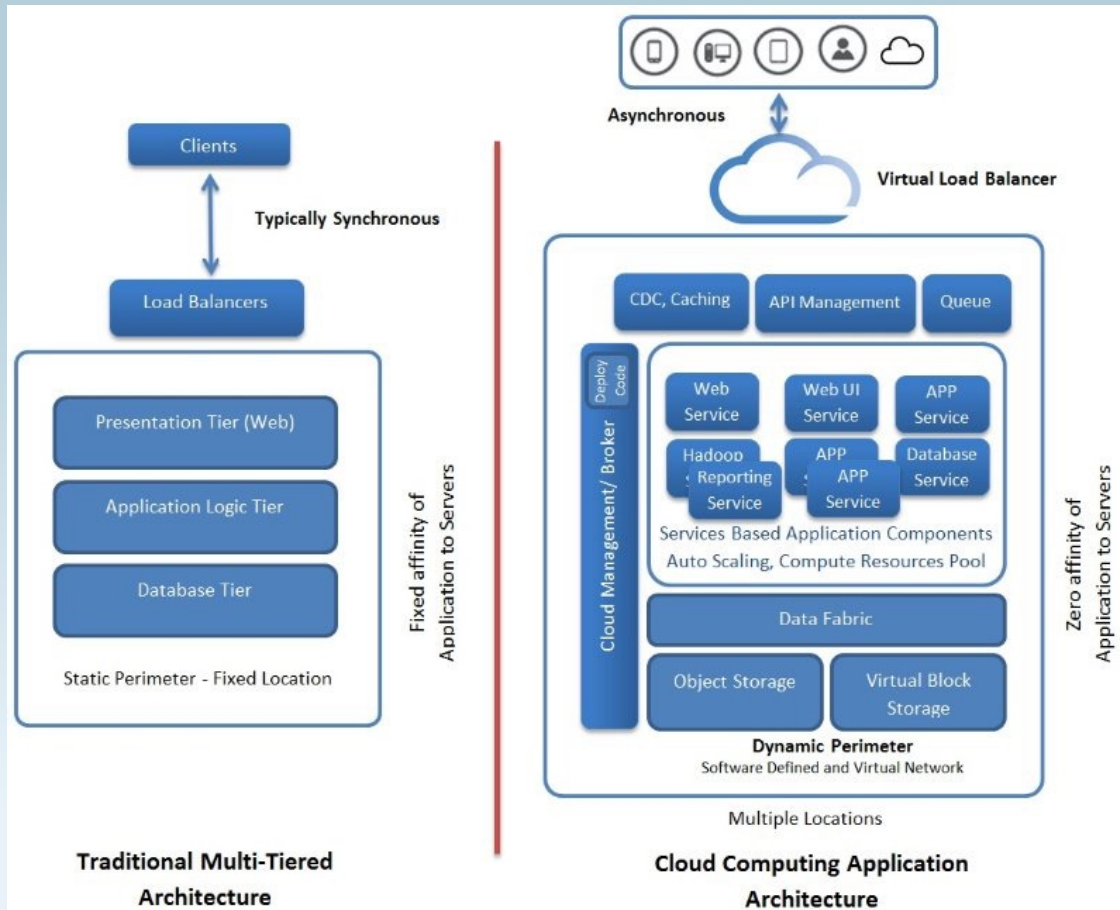 Clients
Typically Synchronous
Load Balancers
Presentation Tier (Web)
Application Logic Tier
Database Tier
Static Perimeter - Fixed Location
Fixed affinity of
Application to Servers
Traditional Multi-Tiered
Architecture
Asynchronous
Virtual Load Balancer
CDC, Caching
API Management
Queue
Deploy
Code
Cloud Management/ Broker
Web
Service
Web UI
Service
APP
Service
Hadoop
APP
Database
Service
Reporting
Service
APP
Service
Services Based Application Components
Auto Scaling, Compute Resources Pool
Data Fabric
Object Storage
Virtual Block
Storage
Dynamic Perimeter
Software Defined and Virtual Network
Zero affinity of
Application to Servers
Multiple Locations
Cloud Computing Application
Architecture